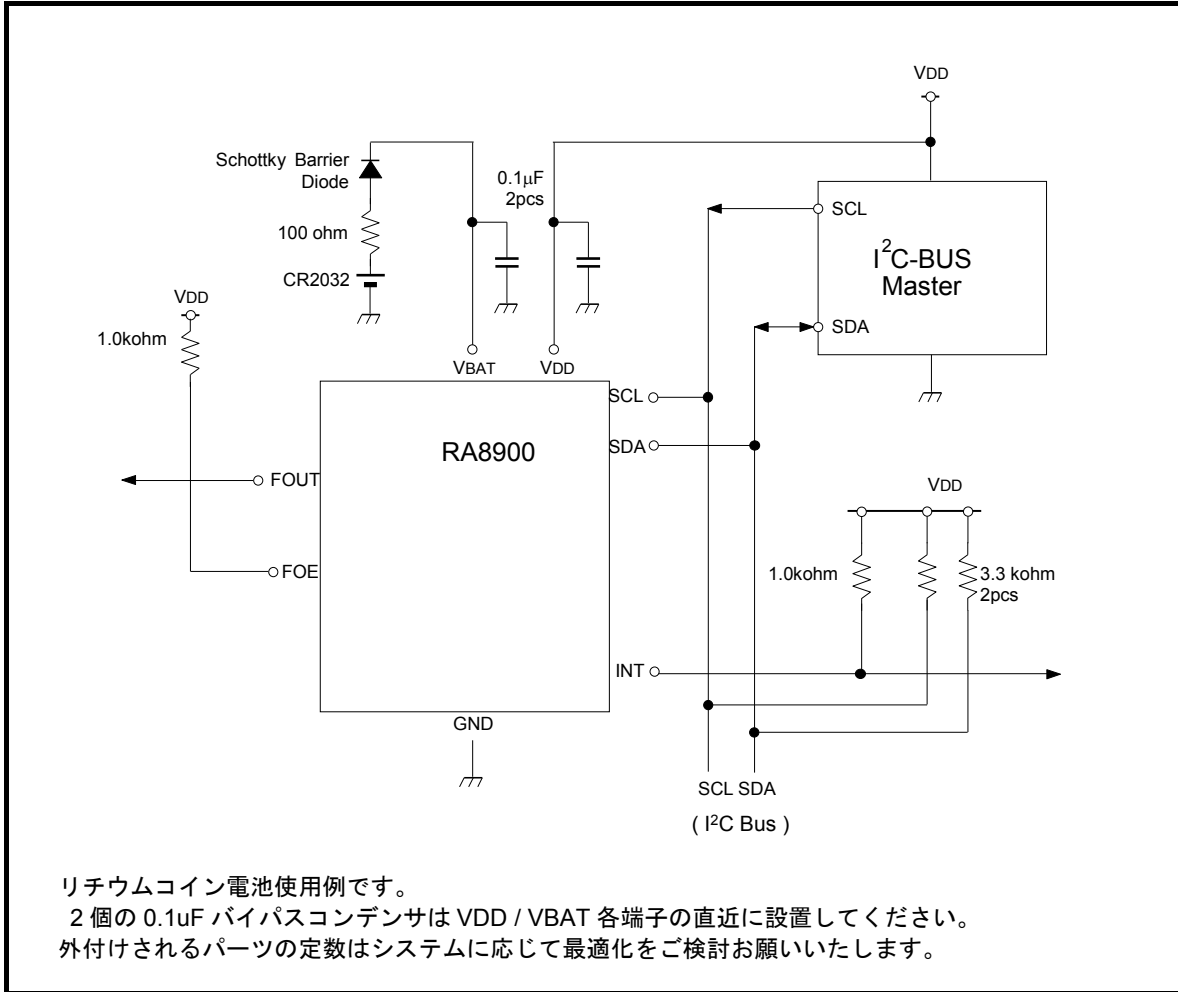 VDD
Schottky Barrier
Diode
0.1μF
2pcs
100 ohm
CR2032
SCL
I²C-BUS
Master
SDA
VDD
1.0kohm
VBAT
VDD
SCL
SDA
RA8900
FOUT
FOE
VDD
1.0kohm
3.3 kohm
2pcs
INT
GND
SCL SDA
( I²C Bus )
リチウムコイン電池使用例です。
2 個の 0.1uF バイパスコンデンサは VDD / VBAT 各端子の直近に設置してください。
外付けされるパーツの定数はシステムに応じて最適化をご検討お願いいたします。